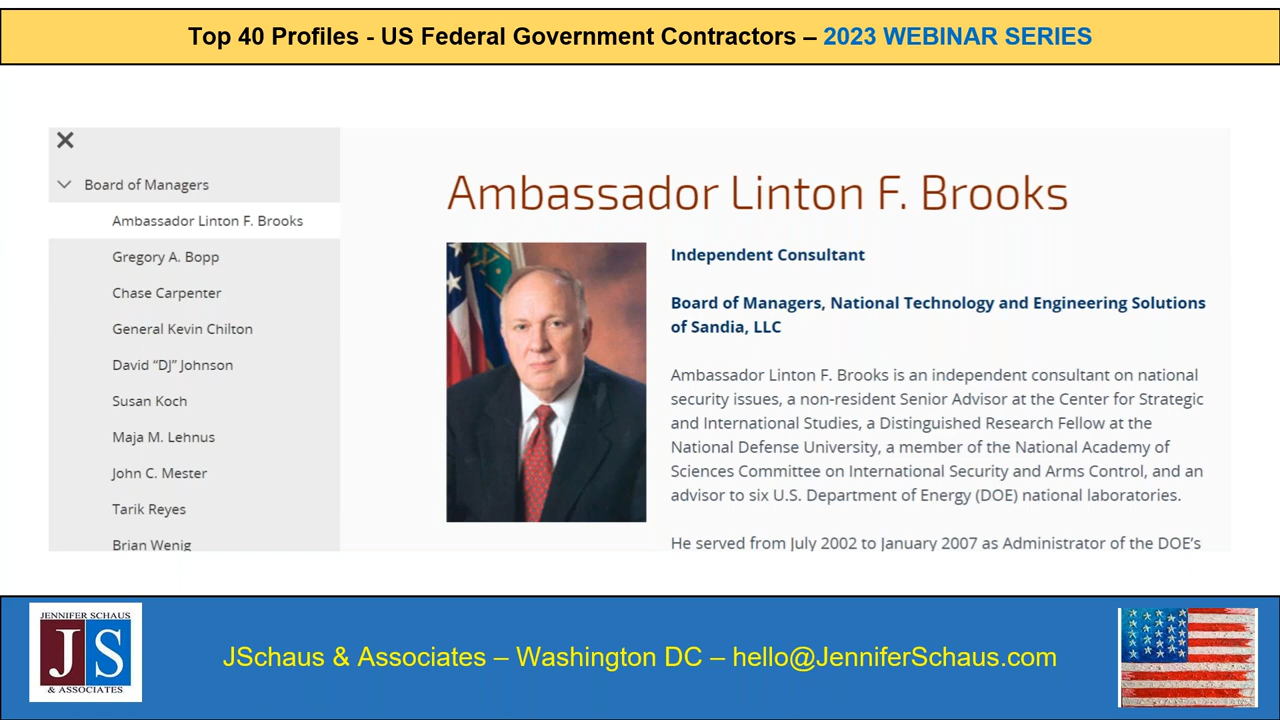 Top 40 Profiles - US Federal Government Contractors – 2023 WEBINAR SERIES
Board of Managers
Ambassador Linton F. Brooks
Gregory A. Bopp
Chase Carpenter
General Kevin Chilton
David “DJ” Johnson
Susan Koch
Maja M. Lehnus
John C. Mester
Tarik Reyes
Brian Wenig
Ambassador Linton F. Brooks
Independent Consultant
Board of Managers, National Technology and Engineering Solutions
of Sandia, LLC
Ambassador Linton F. Brooks is an independent consultant on national
security issues, a non-resident Senior Advisor at the Center for Strategic
and International Studies, a Distinguished Research Fellow at the
National Defense University, a member of the National Academy of
Sciences Committee on International Security and Arms Control, and an
advisor to six U.S. Department of Energy (DOE) national laboratories.
He served from July 2002 to January 2007 as Administrator of the DOE’s
JENNIFER SCHAUS
JS
& ASSOCIATES
JSchaus & Associates – Washington DC – hello@JenniferSchaus.com